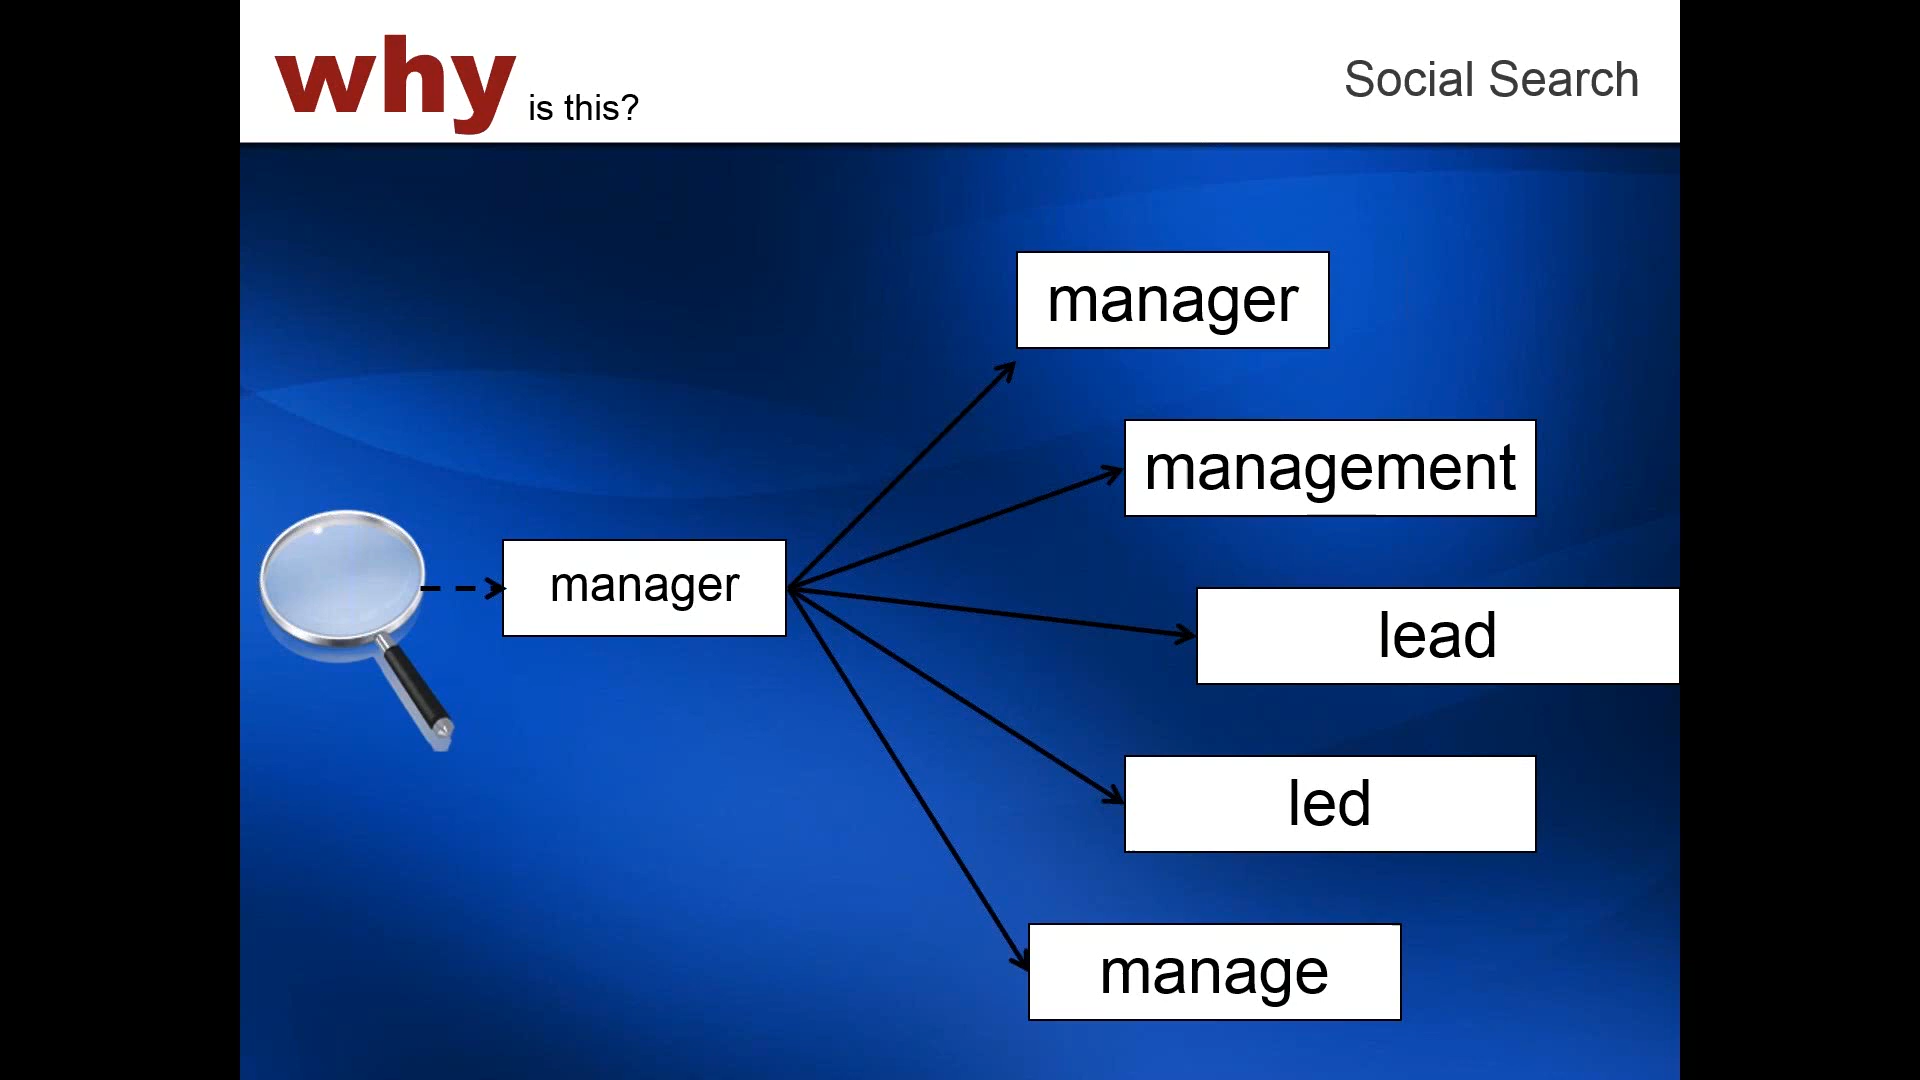 why is this?
Social Search
manager
management
manager
lead
led
manage